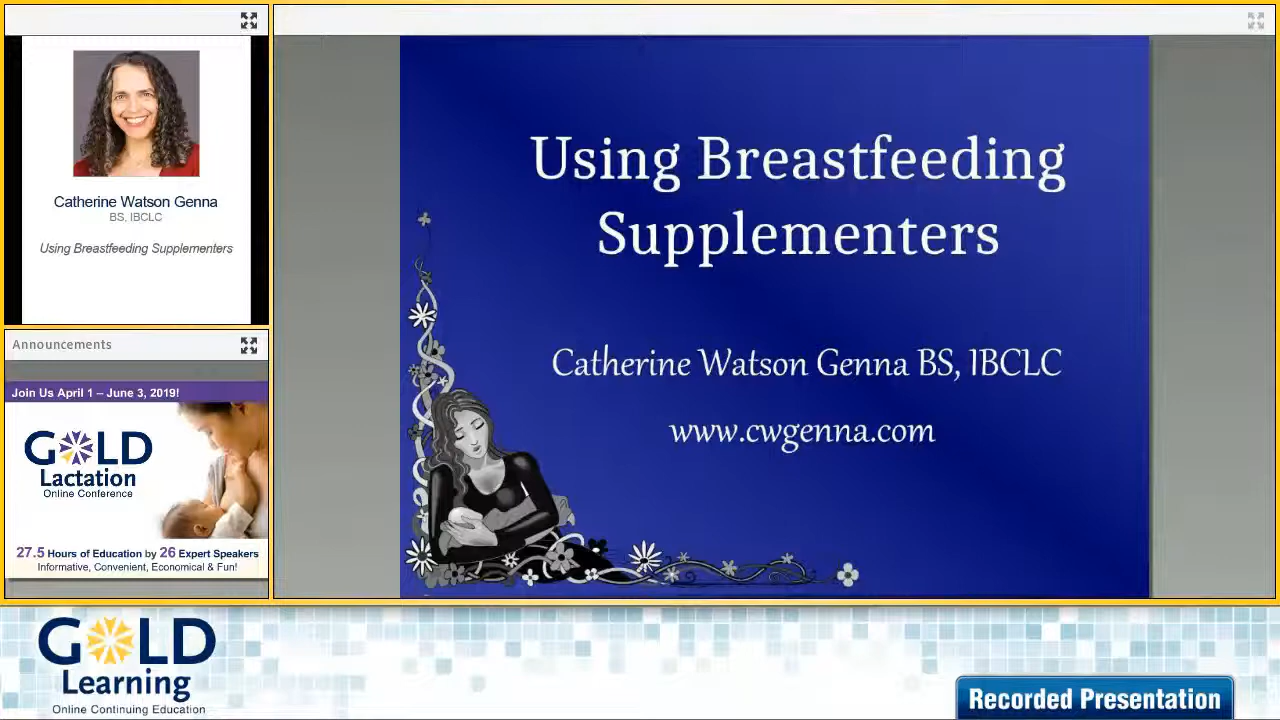 Catherine Watson Genna
BS, IBCLC
Using Breastfeeding Supplementers
Announcements
Join Us April 1 – June 3, 2019!
GOLD
Lactation
Online Conference
27.5 Hours of Education by 26 Expert Speakers
Informative, Convenient, Economical & Fun!
Using Breastfeeding
Supplementers
Catherine Watson Genna BS, IBCLC
www.cwgenna.com
GOLD
Learning
Online Continuing Education
Recorded Presentation